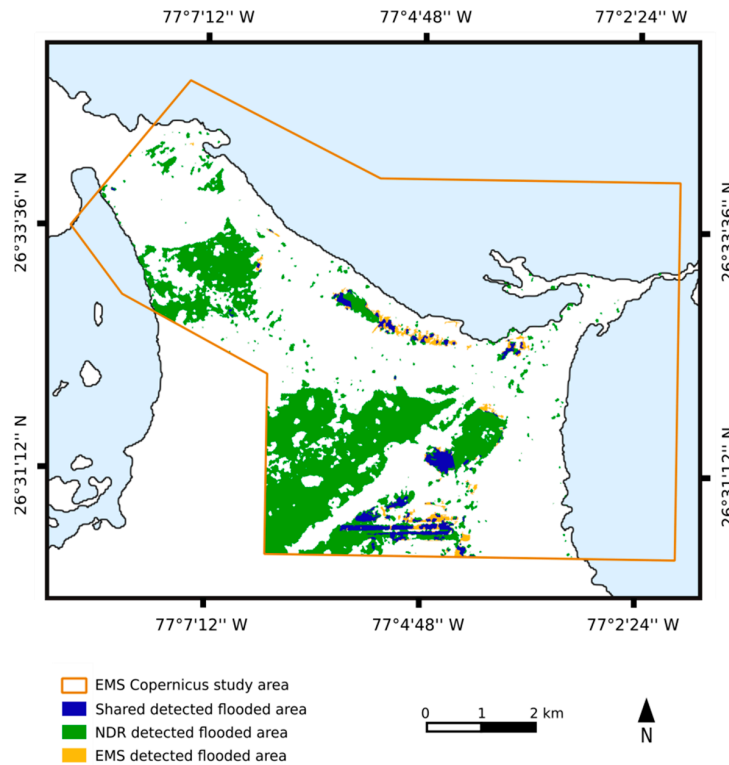 77°7'12'' W 77°4'48'' W 77°2'24'' W
26°33'36'' N
26°33'36'' N
26°31'12'' N
26°31'12'' N
77°7'12'' W 77°4'48'' W 77°2'24'' W
EMS Copernicus study area
Shared detected flooded area
NDR detected flooded area
EMS detected flooded area
0 1 2 km
N